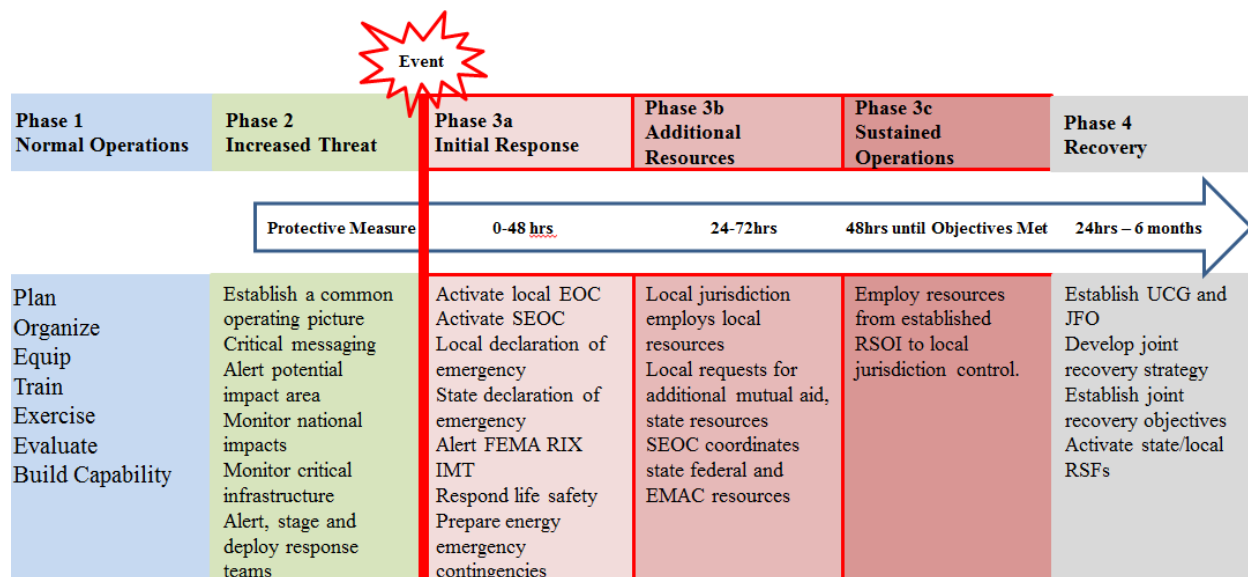 Event
Phase 1
Normal Operations
Phase 2
Increased Threat
Phase 3a
Initial Response
Phase 3b
Additional
Resources
Phase 3c
Sustained
Operations
Phase 4
Recovery
Protective Measure
0-48 hrs
24-72hrs
48hrs until Objectives Met
24hrs – 6 months
Plan
Organize
Equip
Train
Exercise
Evaluate
Build Capability
Establish a common
operating picture
Critical messaging
Alert potential
impact area
Monitor national
impacts
Monitor critical
infrastructure
Alert, stage and
deploy response
teams
Activate local EOC
Activate SEOC
Local declaration of
emergency
State declaration of
emergency
Alert FEMA RIX
IMT
Respond life safety
Prepare energy
emergency
contingencies
Local jurisdiction
employs local
resources
Local requests for
additional mutual aid,
state resources
SEOC coordinates
state federal and
EMAC resources
Employ resources
from established
RSOI to local
jurisdiction control.
Establish UCG and
JFO
Develop joint
recovery strategy
Establish joint
recovery objectives
Activate state/local
RSFs